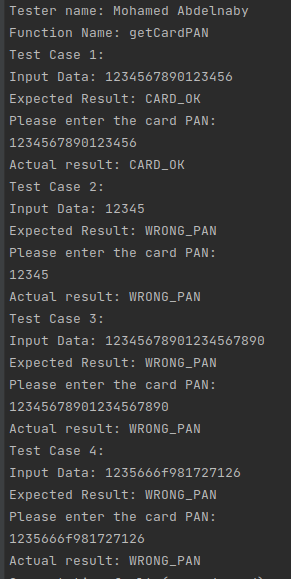 Tester name: Mohamed Abdelnaby
Function Name: getCardPAN
Test Case 1:
Input Data: 1234567890123456
Expected Result: CARD_OK
Please enter the card PAN:
1234567890123456
Actual result: CARD_OK
Test Case 2:
Input Data: 12345
Expected Result: WRONG_PAN
Please enter the card PAN:
12345
Actual result: WRONG_PAN
Test Case 3:
Input Data: 12345678901234567890
Expected Result: WRONG_PAN
Please enter the card PAN:
12345678901234567890
Actual result: WRONG_PAN
Test Case 4:
Input Data: 1235666f981727126
Expected Result: WRONG_PAN
Please enter the card PAN:
1235666f981727126
Actual result: WRONG_PAN